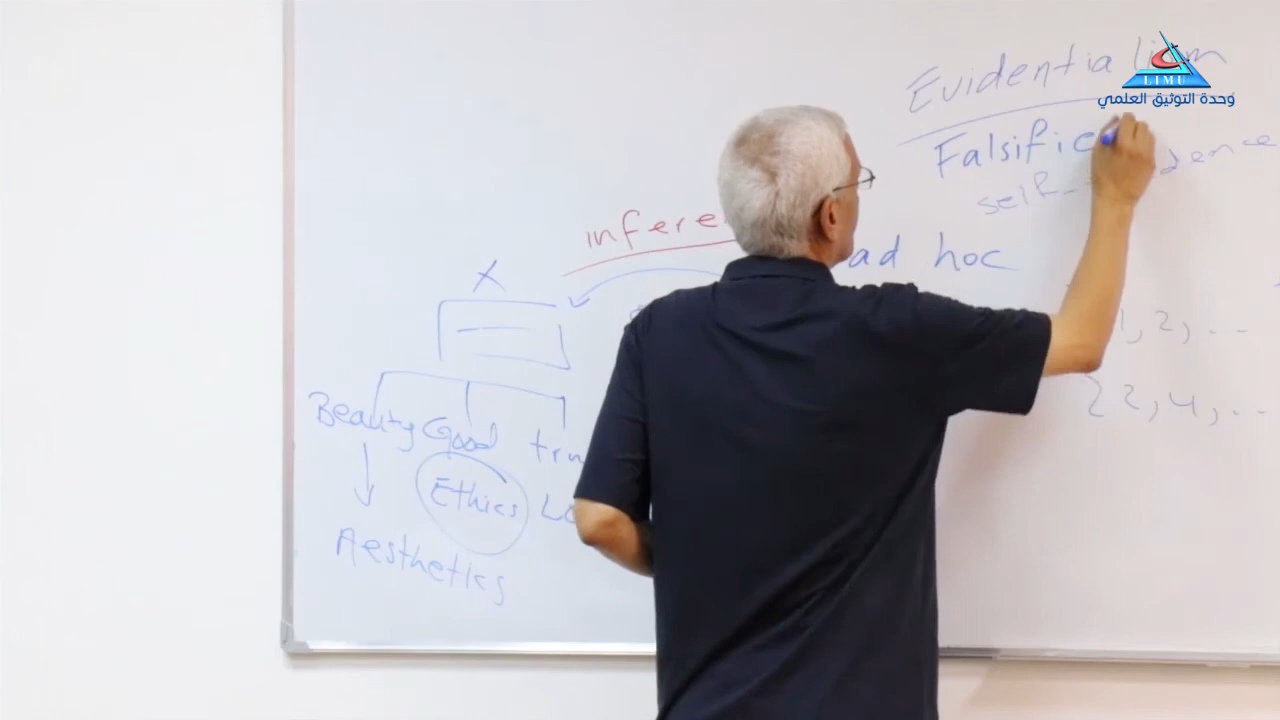 Evidentialism
LIMU
وحدة التوثيق العلمي
Falsific
self-
dence
infere
ad hoc
X
1, 2, ...
2, 4, ...
Beauty Good tru
Ethics
Aesthetics